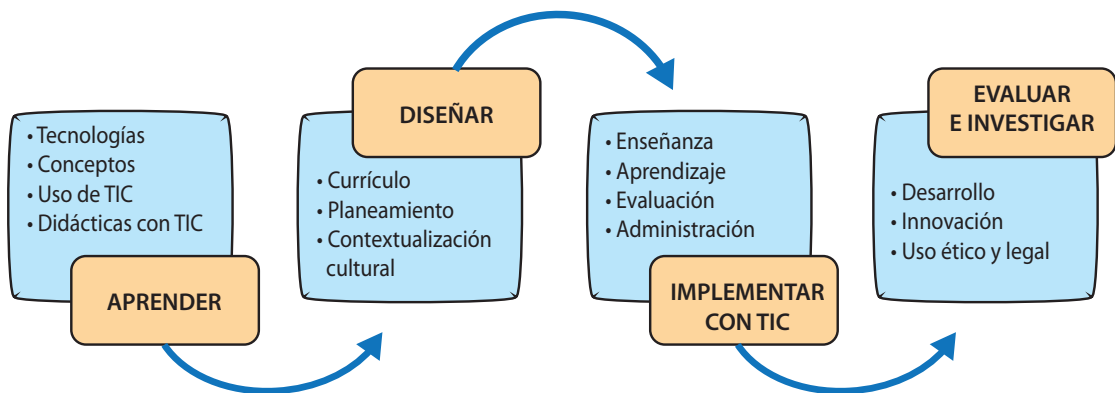 • Tecnologías
• Conceptos
• Uso de TIC
• Didácticas con TIC
APRENDER
DISEÑAR
• Currículo
• Planeamiento
• Contextualización
cultural
• Enseñanza
• Aprendizaje
• Evaluación
• Administración
IMPLEMENTAR
CON TIC
EVALUAR
E INVESTIGAR
• Desarrollo
• Innovación
• Uso ético y legal